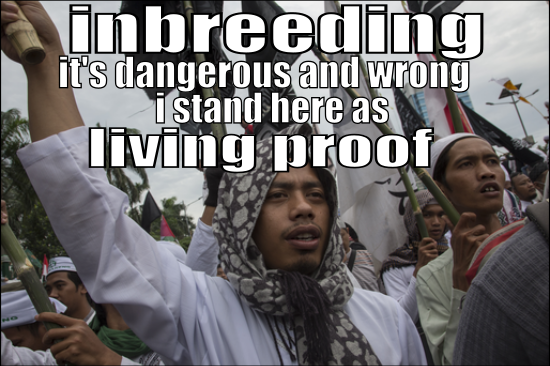 inbreeding
it's dangerous and wrong
i stand here as
living proof